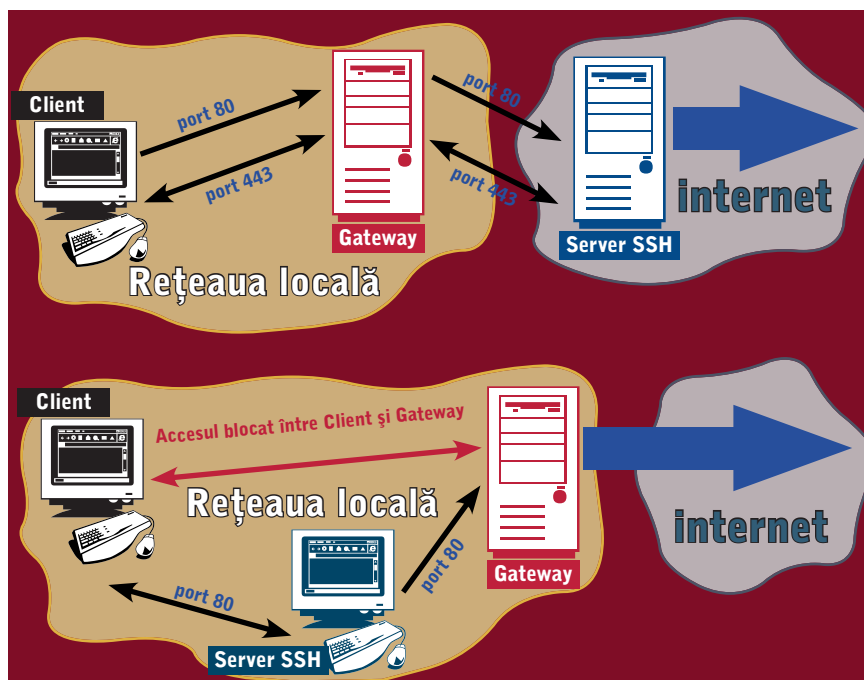 Client
port 80
port 80
port 443
port 443
Gateway
Server SSH
internet
Rețeaua locală
Client
Accesul blocat între Client şi Gateway
Rețeaua locală
internet
port 80
port 80
Gateway
Server SSH